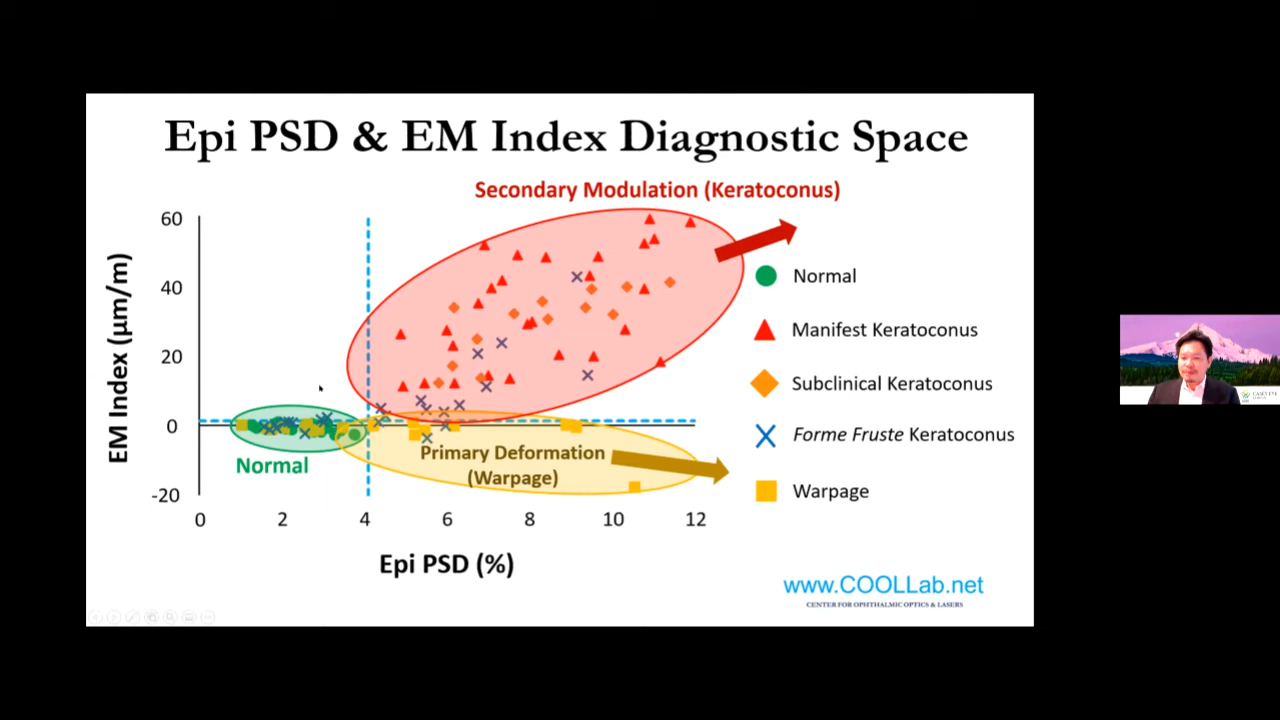 Epi PSD & EM Index Diagnostic Space
Secondary Modulation (Keratoconus)
60
40
20
0
-20
EM Index (µm/m)
Normal
Primary Deformation
(Warpage)
0 2 4 6 8 10 12
Epi PSD (%)
Normal
Manifest Keratoconus
Subclinical Keratoconus
Forme Fruste Keratoconus
Warpage
www.COOLLab.net
CENTER FOR OPHTHALMIC OPTICS & LASERS
CASEY EYE